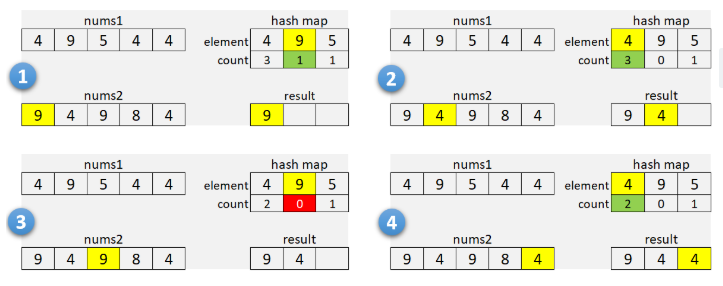 nums1 hash map
4 9 5 4 4 element 4 9 5
count 3 1 1
1
nums2 result
9 4 9 8 4 9
nums1 hash map
4 9 5 4 4 element 4 9 5
count 3 0 1
2
nums2 result
9 4 9 8 4 9 4
nums1 hash map
4 9 5 4 4 element 4 9 5
count 2 0 1
3
nums2 result
9 4 9 8 4 9 4
nums1 hash map
4 9 5 4 4 element 4 9 5
count 2 0 1
4
nums2 result
9 4 9 8 4 9 4 4